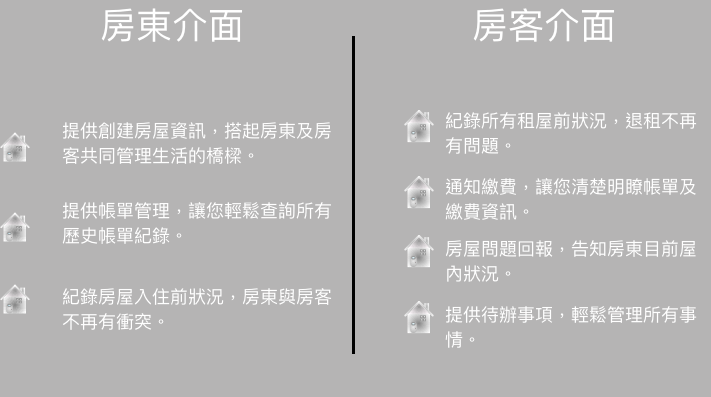 房東介面
提供創建房屋資訊，搭起房東及房
客共同管理生活的橋樑。
提供帳單管理，讓您輕鬆查詢所有
歷史帳單紀錄。
紀錄房屋入住前狀況，房東與房客
不再有衝突。
房客介面
紀錄所有租屋前狀況，退租不再
有問題。
通知繳費，讓您清楚明瞭帳單及
繳費資訊。
房屋問題回報，告知房東目前屋
內狀況。
提供待辦事項，輕鬆管理所有事
情。